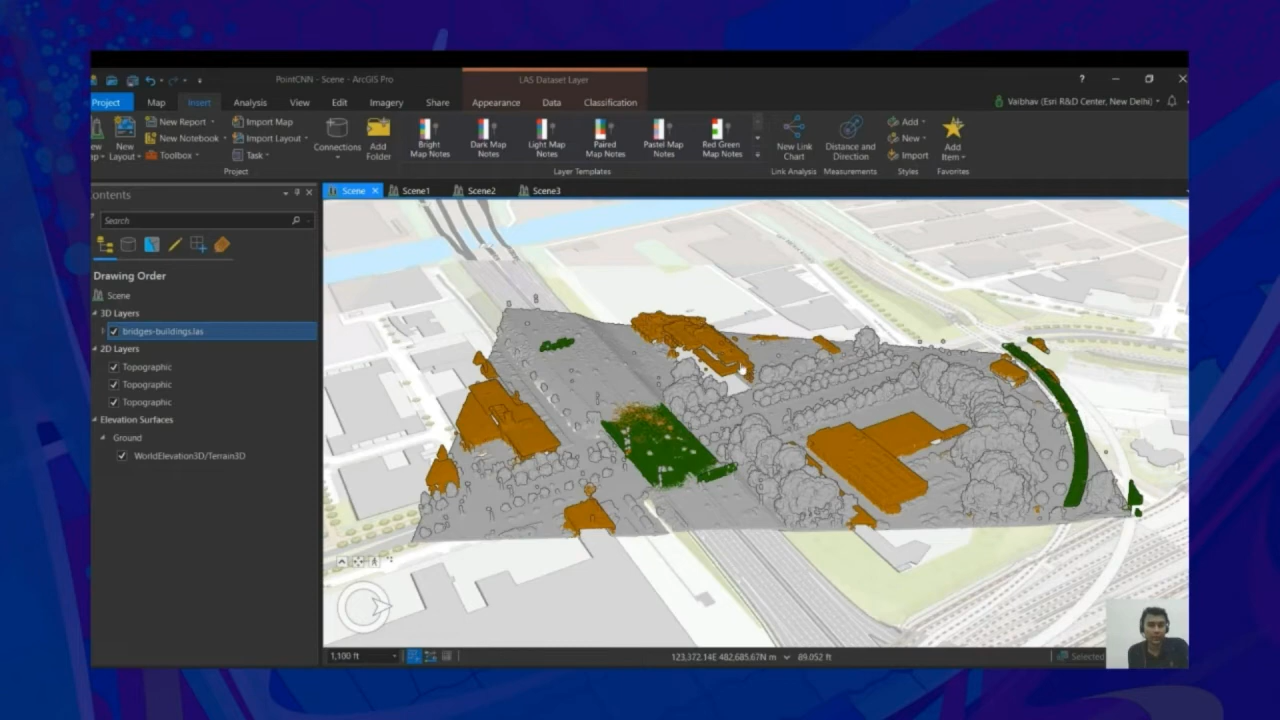 PointCNN - Scene - ArcGIS Pro
LAS Dataset Layer
?
Project Map Insert Analysis View Edit Imagery Share Appearance Data Classification
Vaibhav (Esri R&D Center, New Delhi)
New Report
New Notebook
Toolbox
New
Layout
Import Map
Import Layout
Task
Connections
Add
Folder
Bright
Map Notes
Dark Map
Notes
Light Map
Notes
Paired
Map Notes
Pastel Map
Notes
Red Green
Map Notes
New Link
Chart
Distance and
Direction
Add
New
Import
Add
Item
Project
Layer Templates
Link Analysis
Measurements
Styles
Favorites
ontents
Search
Drawing Order
Scene
3D Layers
bridges-buildings.las
2D Layers
Topographic
Topographic
Topographic
Elevation Surfaces
Ground
WorldElevation3D/Terrain3D
Scene
Scene1
Scene2
Scene3
1,100 ft
123,372.14E 482,685.67N m
89.052 ft
Selected